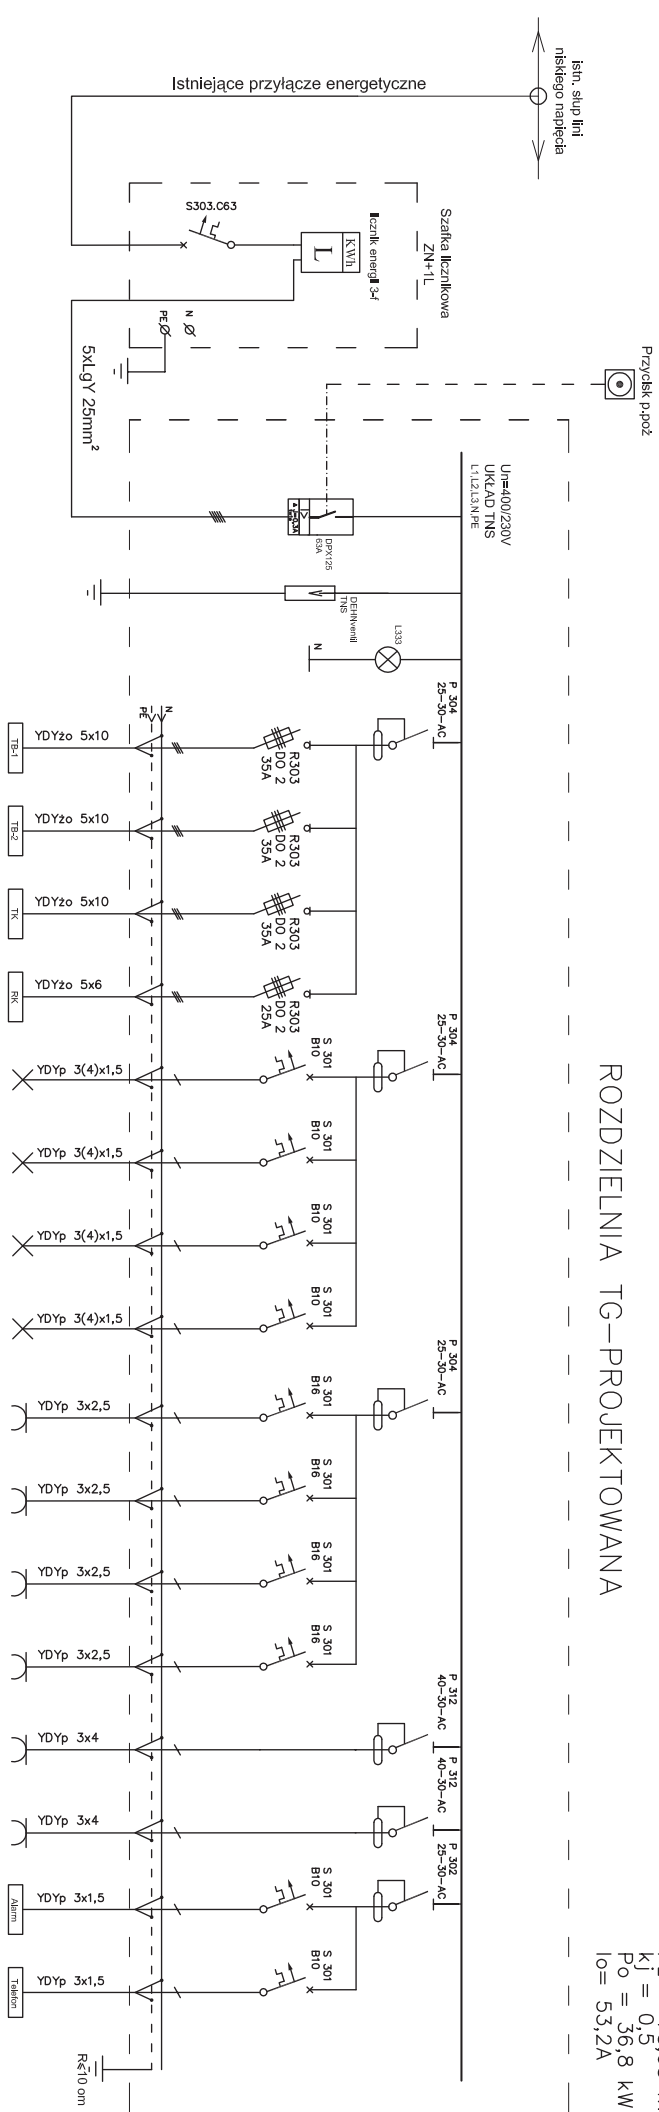 ROZDZIELNIA TG-PROJEKTOWANA
kj = 0,5
Po = 36,8 kW
Io= 53,2A
istn. słup lini
niskiego napięcia
Istniejące przyłącze energetyczne
Szafka licznikowa
ZN+1L
licznik energii 3-f
KWh
L
S303.C63
N
PE
5xLgY 25mm²
Przycisk p.poż
Un=400/230V
UKŁAD TNS
L1,L2,L3,N,PE
DPX125
63A
DEHNventil
TNS
L333
N
P 304
25-30-AC
P 304
25-30-AC
P 304
25-30-AC
P 312
40-30-AC
P 312
40-30-AC
P 302
25-30-AC
R303
DO 2
35A
R303
DO 2
35A
R303
DO 2
35A
R303
DO 2
25A
S 301
B10
S 301
B10
S 301
B10
S 301
B10
S 301
B16
S 301
B16
S 301
B16
S 301
B16
S 301
B10
S 301
B10
N
PE
YDYżo 5x10
YDYżo 5x10
YDYżo 5x10
YDYżo 5x6
YDYp 3(4)x1,5
YDYp 3(4)x1,5
YDYp 3(4)x1,5
YDYp 3(4)x1,5
YDYp 3x2,5
YDYp 3x2,5
YDYp 3x2,5
YDYp 3x2,5
YDYp 3x4
YDYp 3x4
YDYp 3x1,5
YDYp 3x1,5
R≤10 om
TB-1
TB-2
TK
RK
Alarm
Telefon